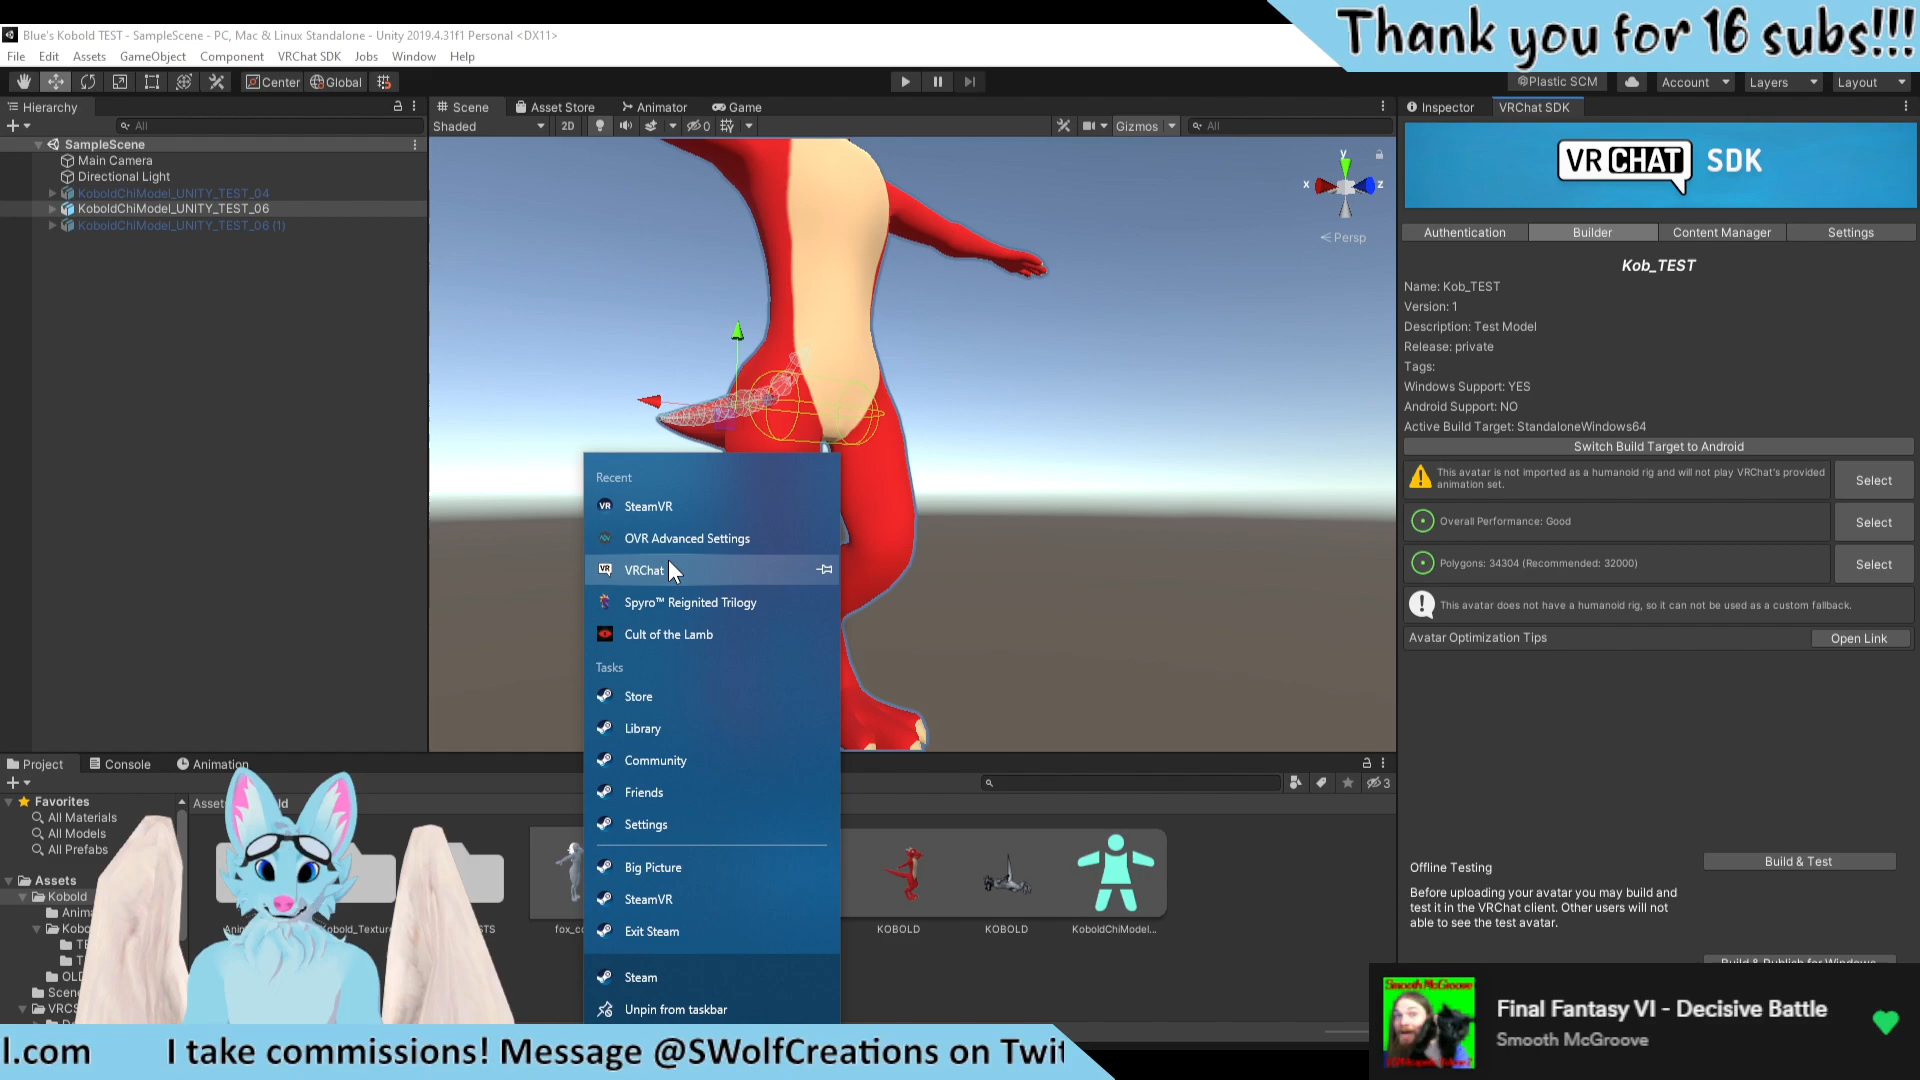 Thank you for 16 subs!!!
Blue's Kobold TEST - SampleScene - PC, Mac & Linux Standalone - Unity 2019.4.31f1 Personal <DX11>
File Edit Assets GameObject Component VRChat SDK Jobs Window Help
Center Global
Plastic SCM Account Layers Layout
Hierarchy
All
SampleScene
Main Camera
Directional Light
KoboldChiModel_UNITY_TEST_04
KoboldChiModel_UNITY_TEST_06
KoboldChiModel_UNITY_TEST_06 (1)
Scene Asset Store Animator Game
Shaded 2D 0 Gizmos All
y
x z
Persp
Inspector VRChat SDK
VR CHAT SDK
Authentication Builder Content Manager Settings
Kob_TEST
Name: Kob_TEST
Version: 1
Description: Test Model
Release: private
Tags:
Windows Support: YES
Android Support: NO
Active Build Target: StandaloneWindows64
Switch Build Target to Android
This avatar is not imported as a humanoid rig and will not play VRChat's provided
animation set.
Select
Overall Performance: Good
Select
Polygons: 34304 (Recommended: 32000)
Select
This avatar does not have a humanoid rig, so it can not be used as a custom fallback.
Avatar Optimization Tips
Open Link
Offline Testing
Build & Test
Before uploading your avatar you may build and
test it in the VRChat client. Other users will not
able to see the test avatar.
Build & Publish for Windows
Recent
SteamVR
OVR Advanced Settings
VRChat
Spyro™ Reignited Trilogy
Cult of the Lamb
Tasks
Store
Library
Community
Friends
Settings
Big Picture
SteamVR
Exit Steam
Steam
Unpin from taskbar
Project Console Animation
3
Favorites
All Materials
All Models
All Prefabs
Assets
Kobold
Scene
VRCS
KOBOLD
KOBOLD
KoboldChiModel...
Smooth McGroove
Final Fantasy VI - Decisive Battle
Smooth McGroove
l.com I take commissions! Message @SWolfCreations on Twit